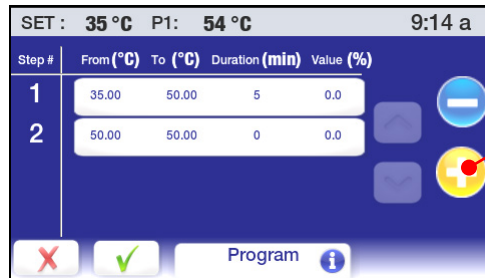 SET : 35 °C P1: 54 °C 9:14 a
Step # From (°C) To (°C) Duration (min) Value (%)
1 35.00 50.00 5 0.0
2 50.00 50.00 0 0.0
Program i